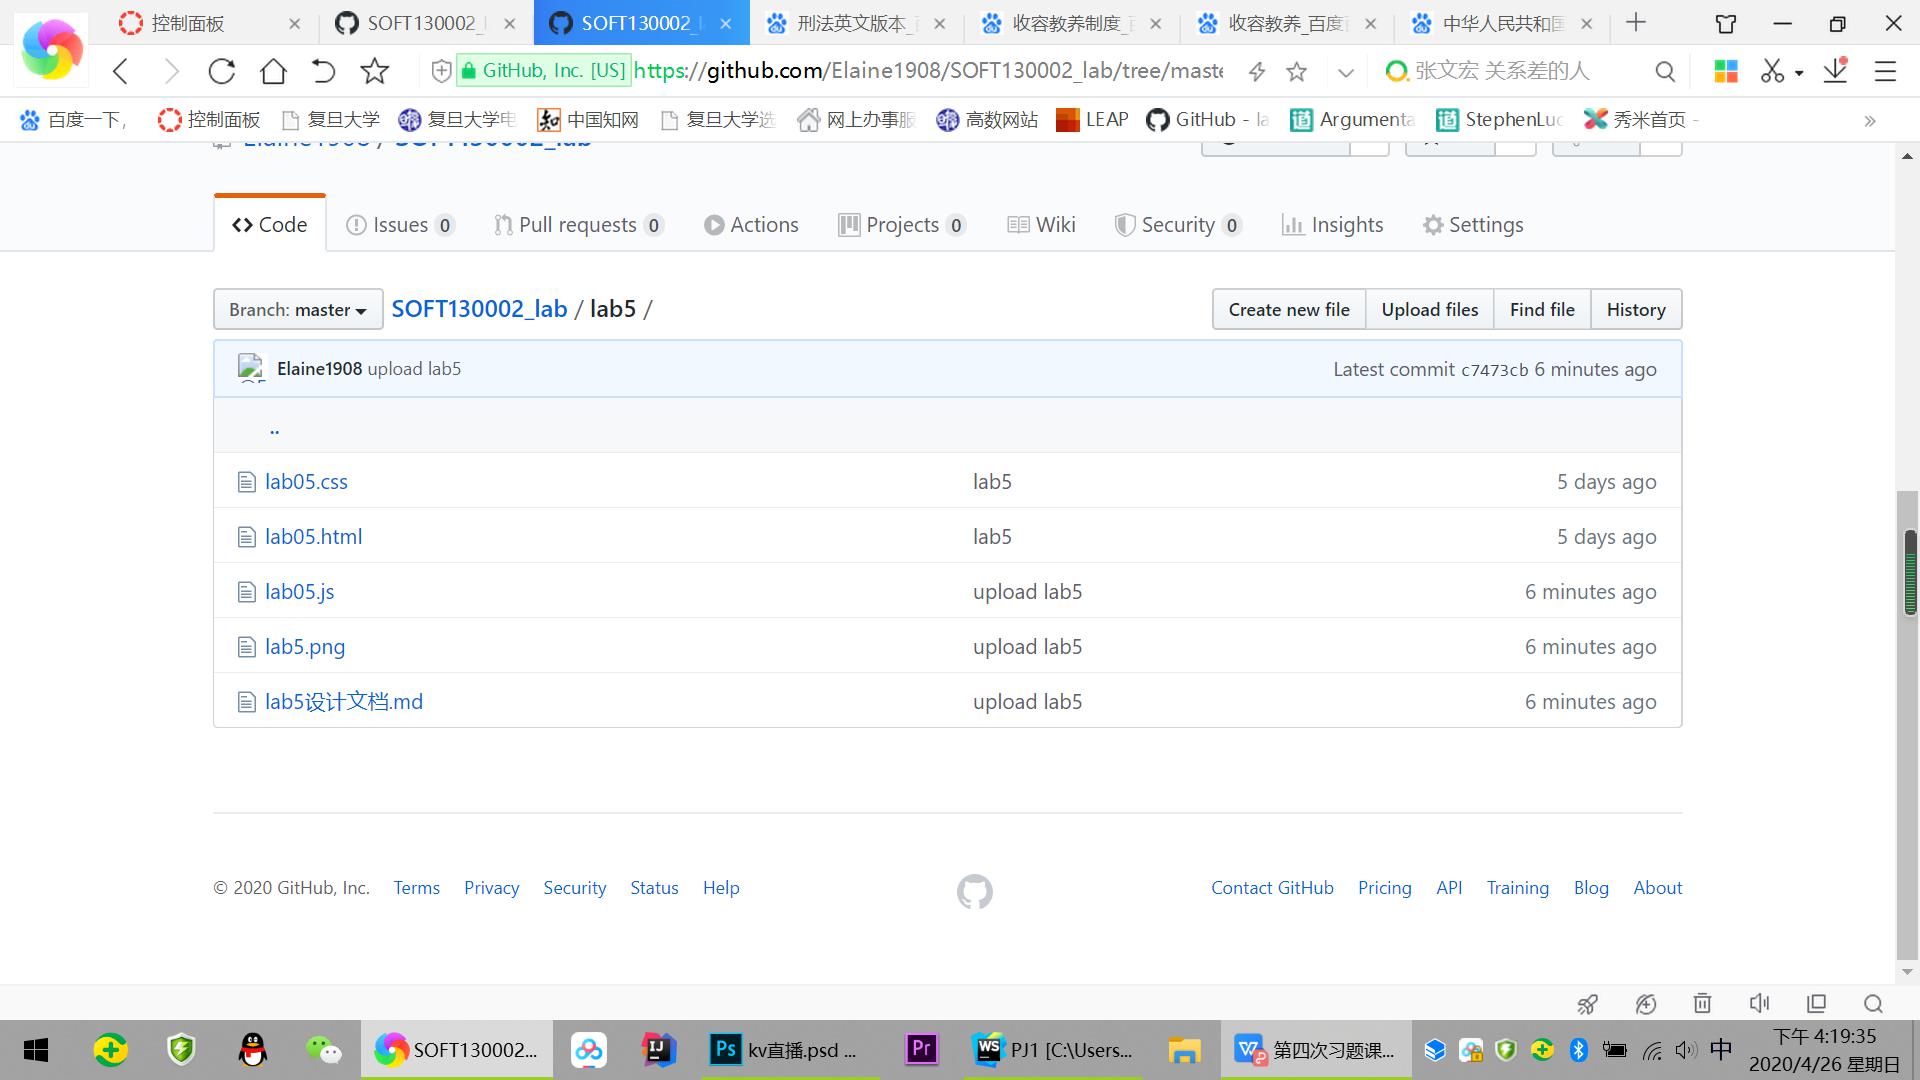 控制面板
SOFT130002_
SOFT130002_
刑法英文版本_
收容教养制度_
收容教养_百度
中华人民共和国
GitHub, Inc. [US]
https://github.com/Elaine1908/SOFT130002_lab/tree/maste
张文宏 关系差的人
百度一下,
控制面板
复旦大学
复旦大学电
中国知网
复旦大学选
网上办事服
高数网站
LEAP
GitHub - la
Argumenta
StephenLuc
秀米首页 -
Elaine1908 / SOFT130002_lab
Code
Issues 0
Pull requests 0
Actions
Projects 0
Wiki
Security 0
Insights
Settings
Branch: master
SOFT130002_lab / lab5 /
Create new file
Upload files
Find file
History
Elaine1908 upload lab5
Latest commit c7473cb 6 minutes ago
..
lab05.css lab5 5 days ago
lab05.html lab5 5 days ago
lab05.js upload lab5 6 minutes ago
lab5.png upload lab5 6 minutes ago
lab5设计文档.md upload lab5 6 minutes ago
© 2020 GitHub, Inc. Terms Privacy Security Status Help
Contact GitHub Pricing API Training Blog About
SOFT130002...
kv直播.psd ...
PJ1 [C:\Users...
第四次习题课...
中
下午 4:19:35
2020/4/26 星期日